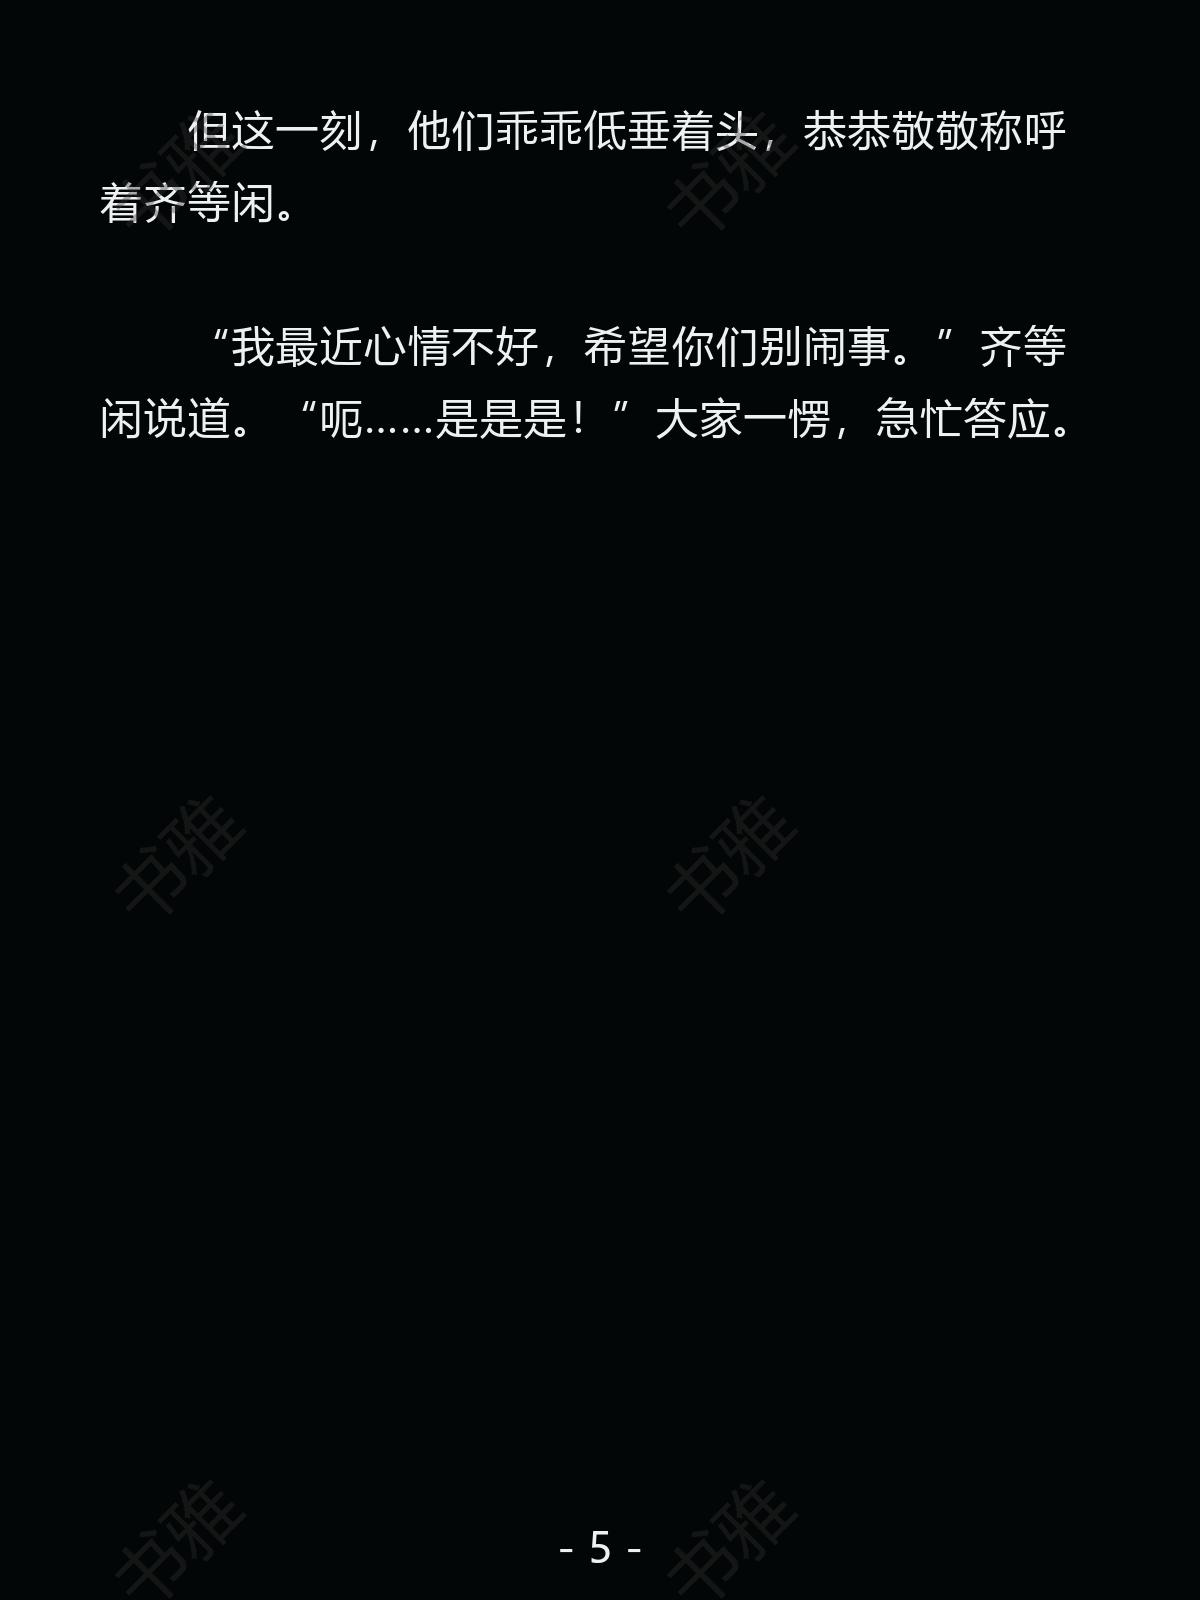 但这一刻，他们乖乖低垂着头，恭恭敬敬称呼
着齐等闲。
“我最近心情不好，希望你们别闹事。”齐等
闲说道。“呃……是是是！”大家一愣，急忙答应。
书雅
书雅
书雅
书雅
书雅
书雅
- 5 -